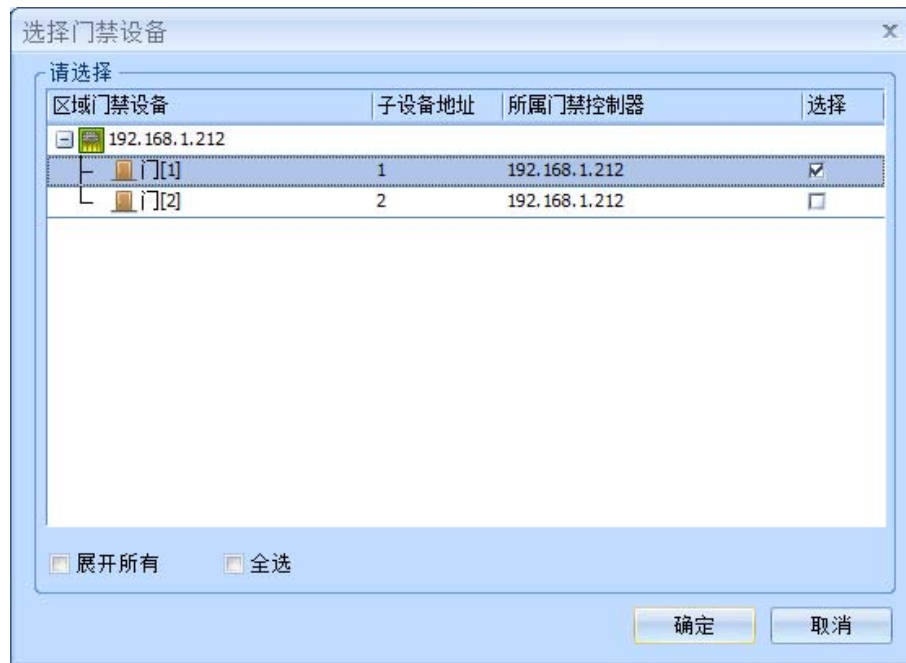 选择门禁设备
请选择
区域门禁设备 子设备地址 所属门禁控制器 选择
192.168.1.212
门[1] 1 192.168.1.212
门[2] 2 192.168.1.212
展开所有 全选
确定 取消